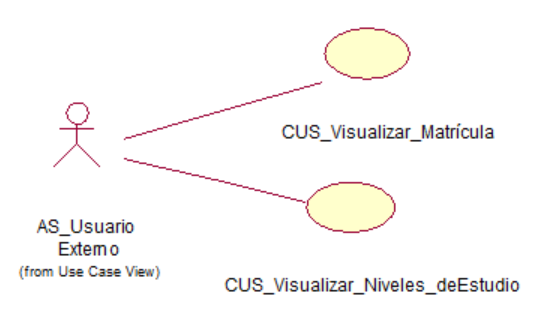 CUS_Visualizar_Matrícula
AS_Usuario
Externo
(from Use Case View)
CUS_Visualizar_Niveles_deEstudio